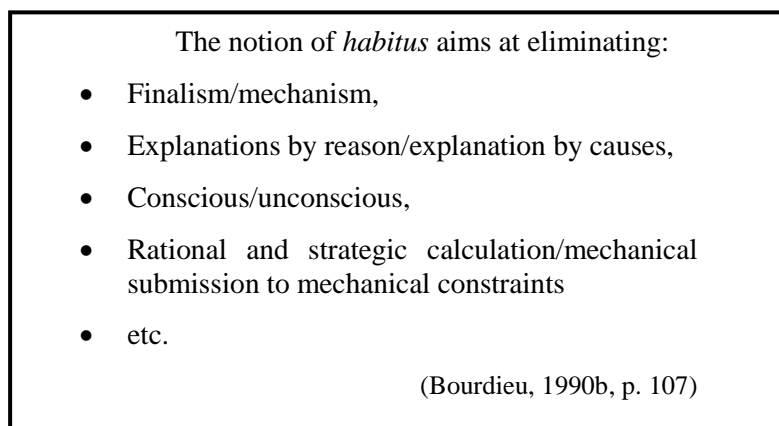 The notion of habitus aims at eliminating:
• Finalism/mechanism,
• Explanations by reason/explanation by causes,
• Conscious/unconscious,
• Rational and strategic calculation/mechanical
submission to mechanical constraints
• etc.
(Bourdieu, 1990b, p. 107)